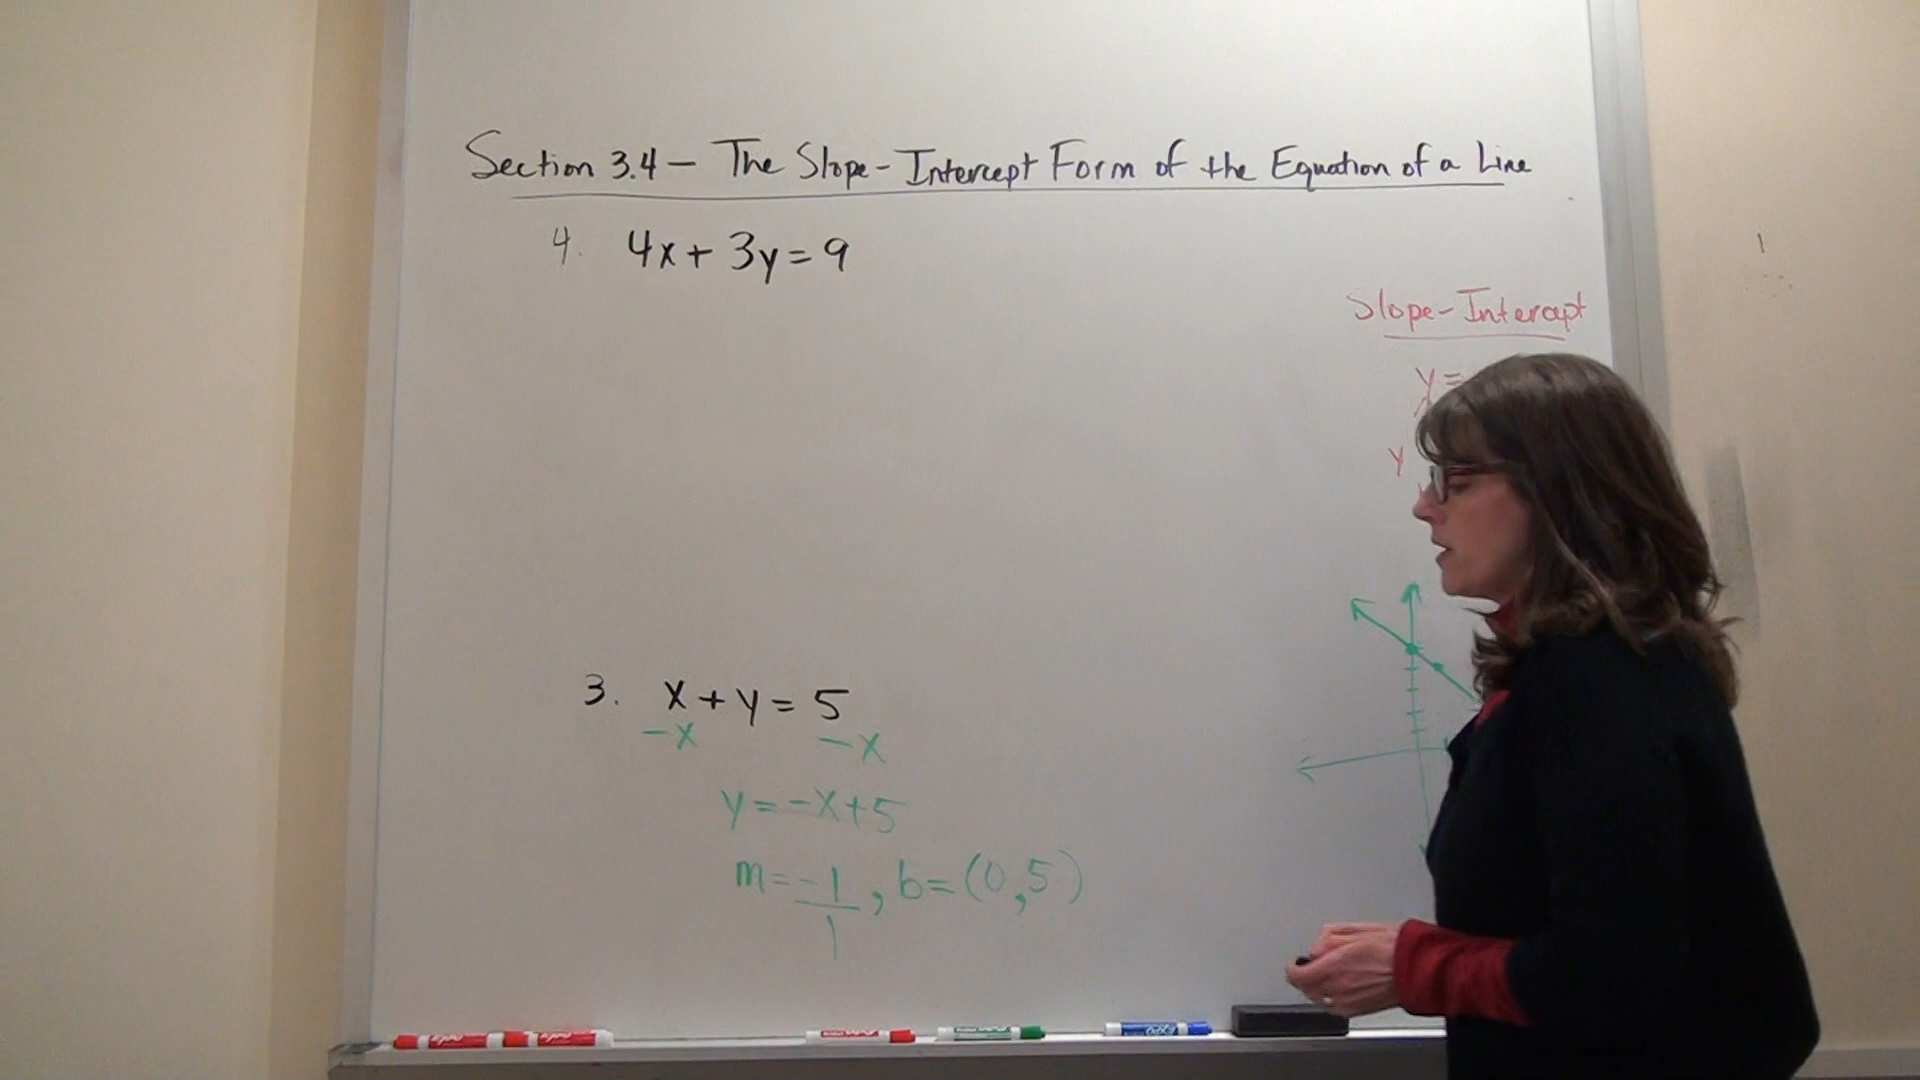 Section 3.4 — The Slope-Intercept Form of the Equation of a Line
4. 4x + 3y = 9
Slope-Intercept
y =
y
3. x + y = 5
-x -x
y = -x+5
m = -1/1, b = (0,5)
expo